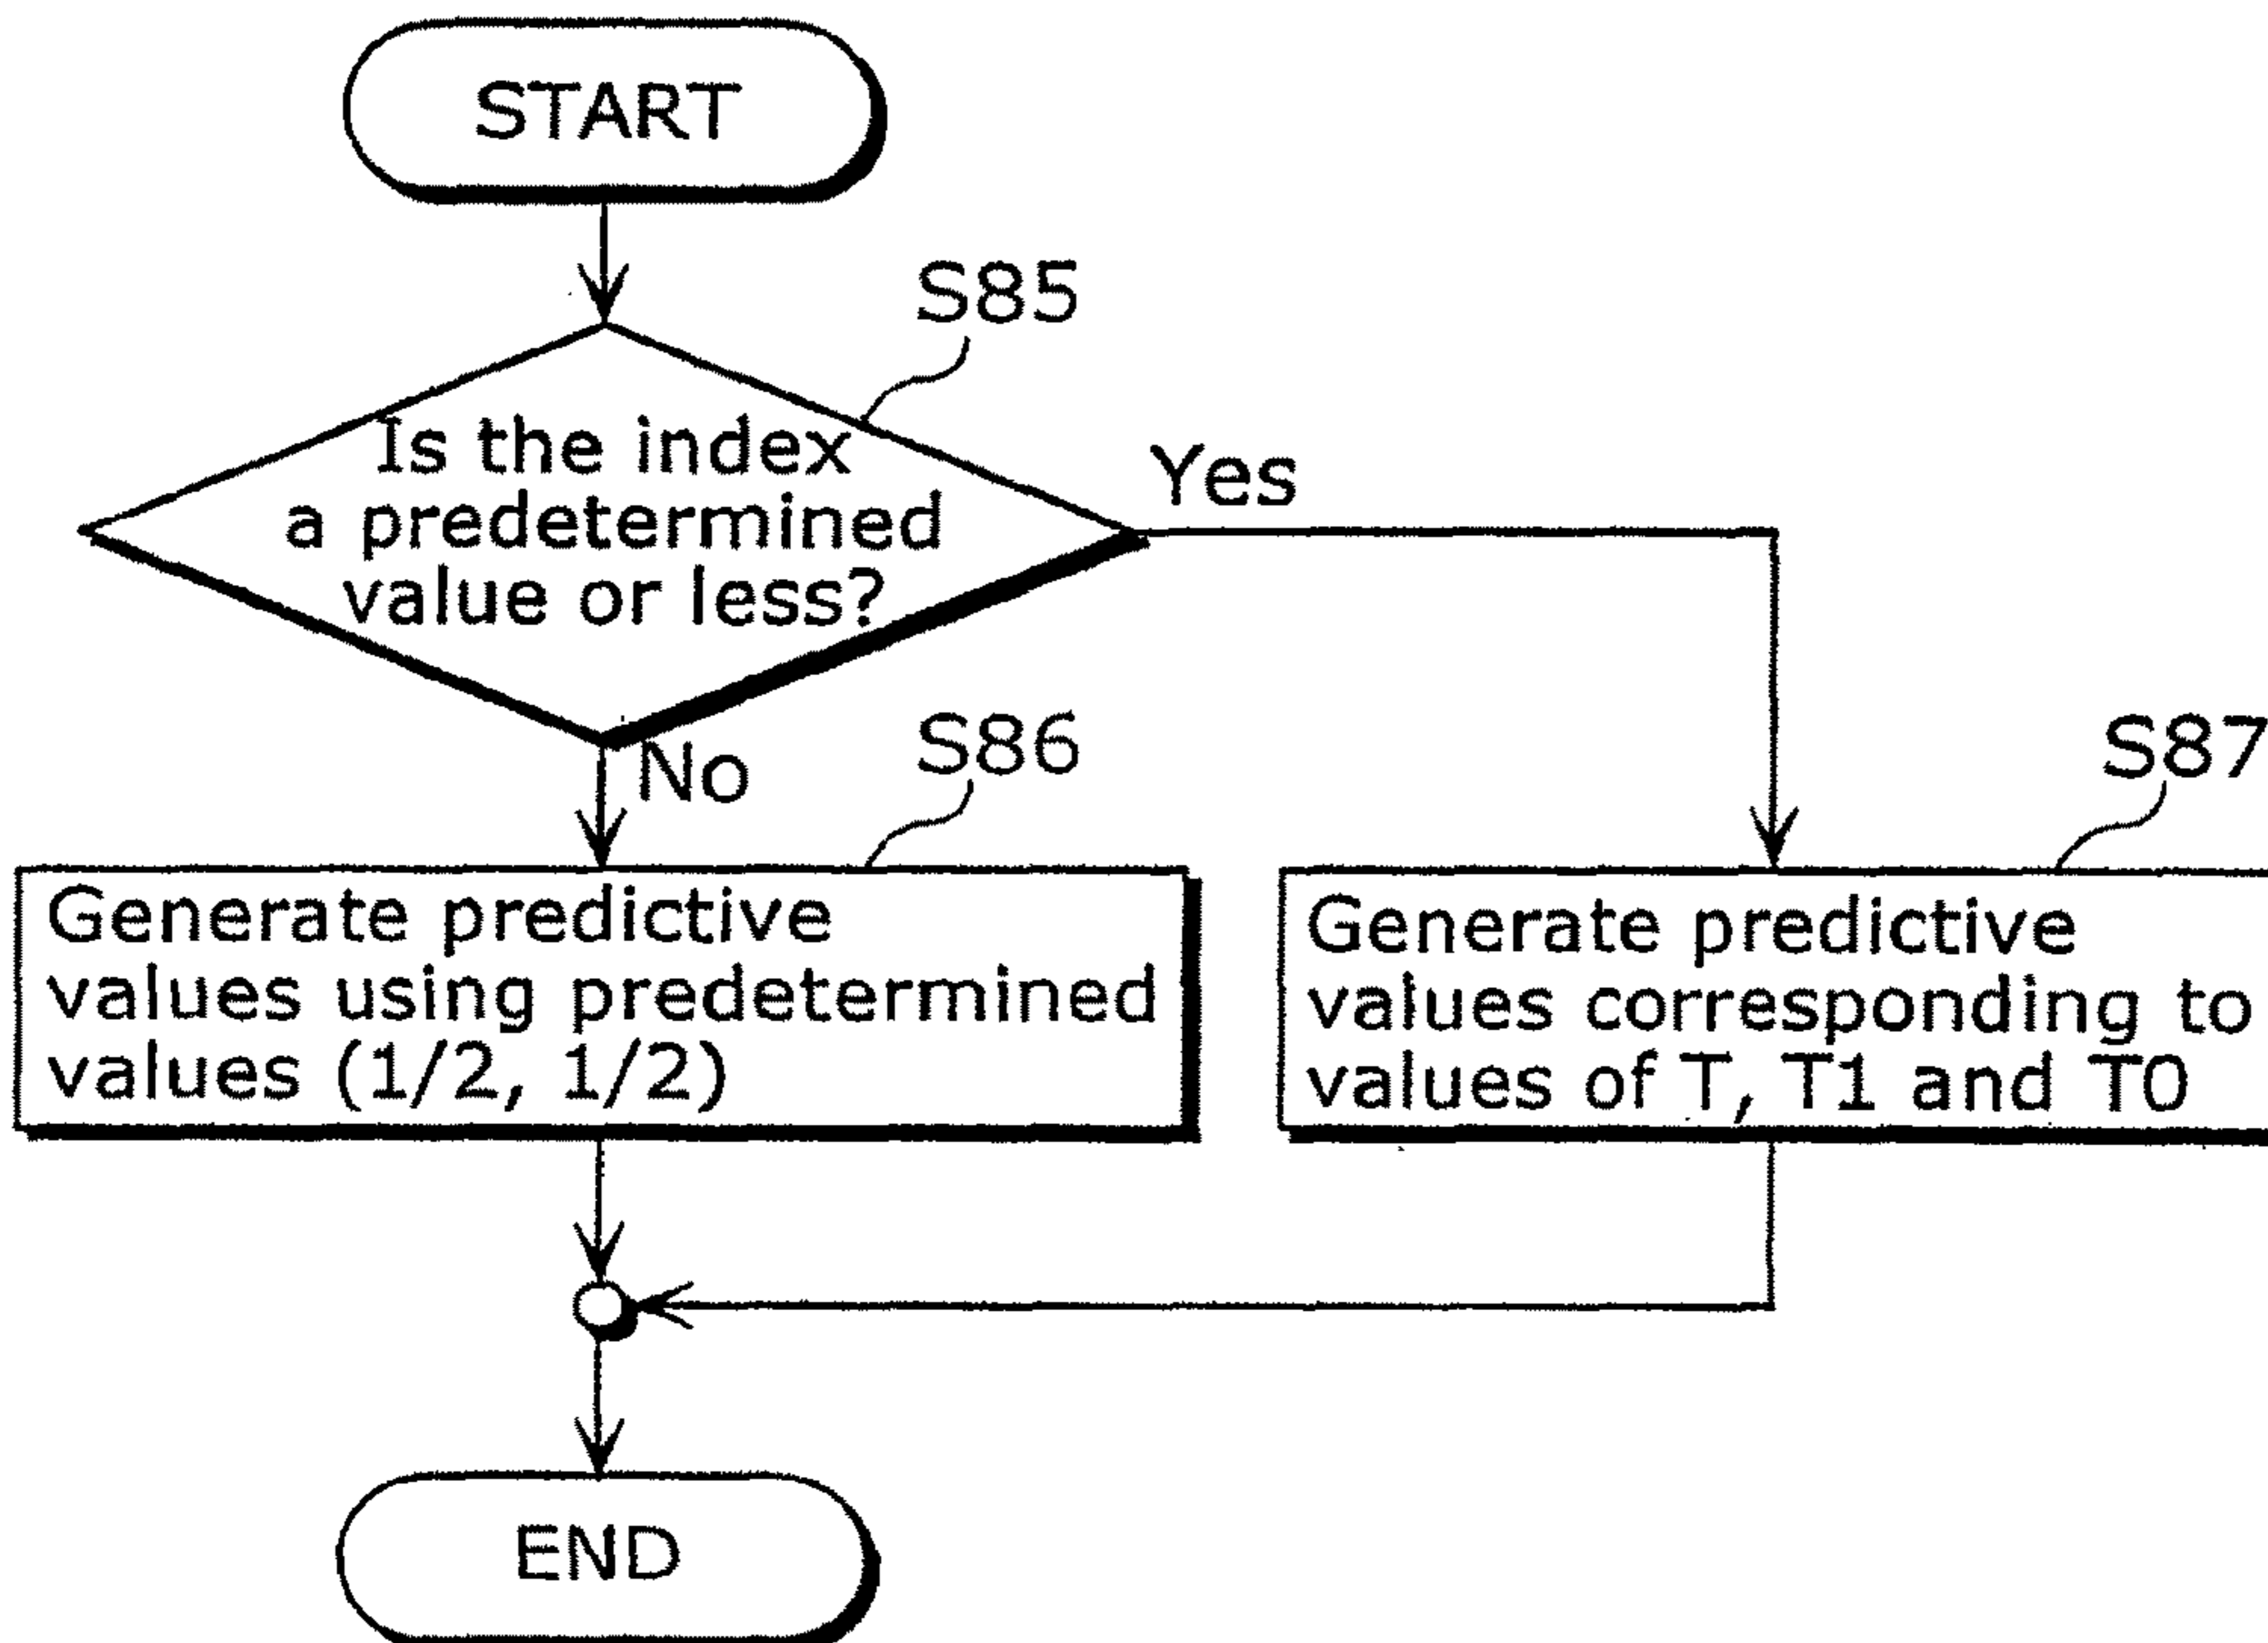 START
S85
Is the index
a predetermined
value or less?
Yes
No
S86
S87
Generate predictive
values using predetermined
values (1/2, 1/2)
Generate predictive
values corresponding to
values of T, T1 and T0
END